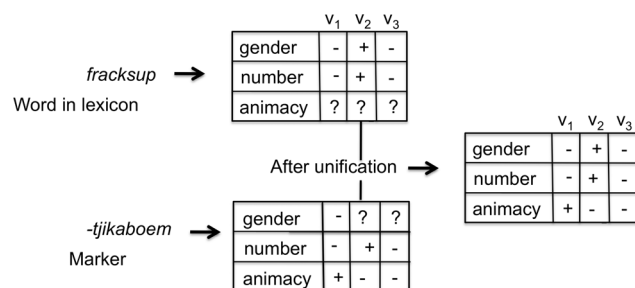 v1 v2 v3
gender - + -
number - + -
animacy ? ? ?
fracksup
Word in lexicon
After unification
v1 v2 v3
gender - + -
number - + -
animacy + - -
-tjikaboem
Marker
gender - ? ?
number - + -
animacy + - -